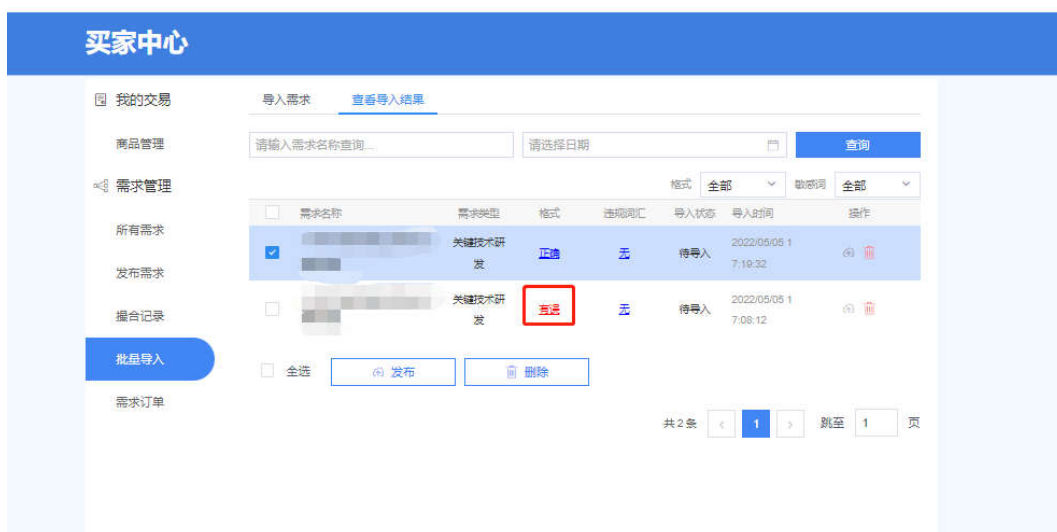 买家中心
我的交易
商品管理
需求管理
所有需求
发布需求
撮合记录
批量导入
需求订单
导入需求 查看导入结果
请输入需求名称查询... 请选择日期 查询
格式 全部 敏感词 全部
需求名称 需求类型 格式 违规词汇 导入状态 导入时间 操作
关键技术研发 正确 无 待导入 2022/05/05 1
7:19:32
关键技术研发 有误 无 待导入 2022/05/05 1
7:08:12
全选 发布 删除
共2条 1 跳至 1 页